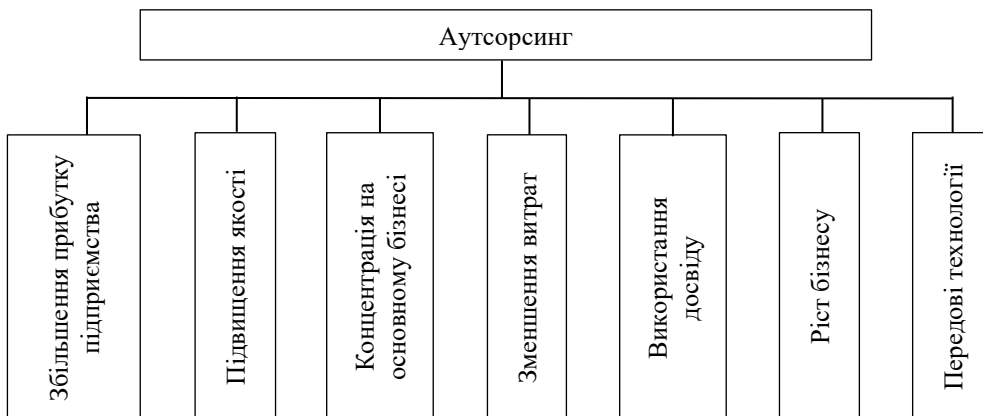 Аутсорсинг
Збільшення прибутку
підприємства
Підвищення якості
Концентрація на
основному бізнесі
Зменшення витрат
Використання
досвіду
Ріст бізнесу
Передові технології